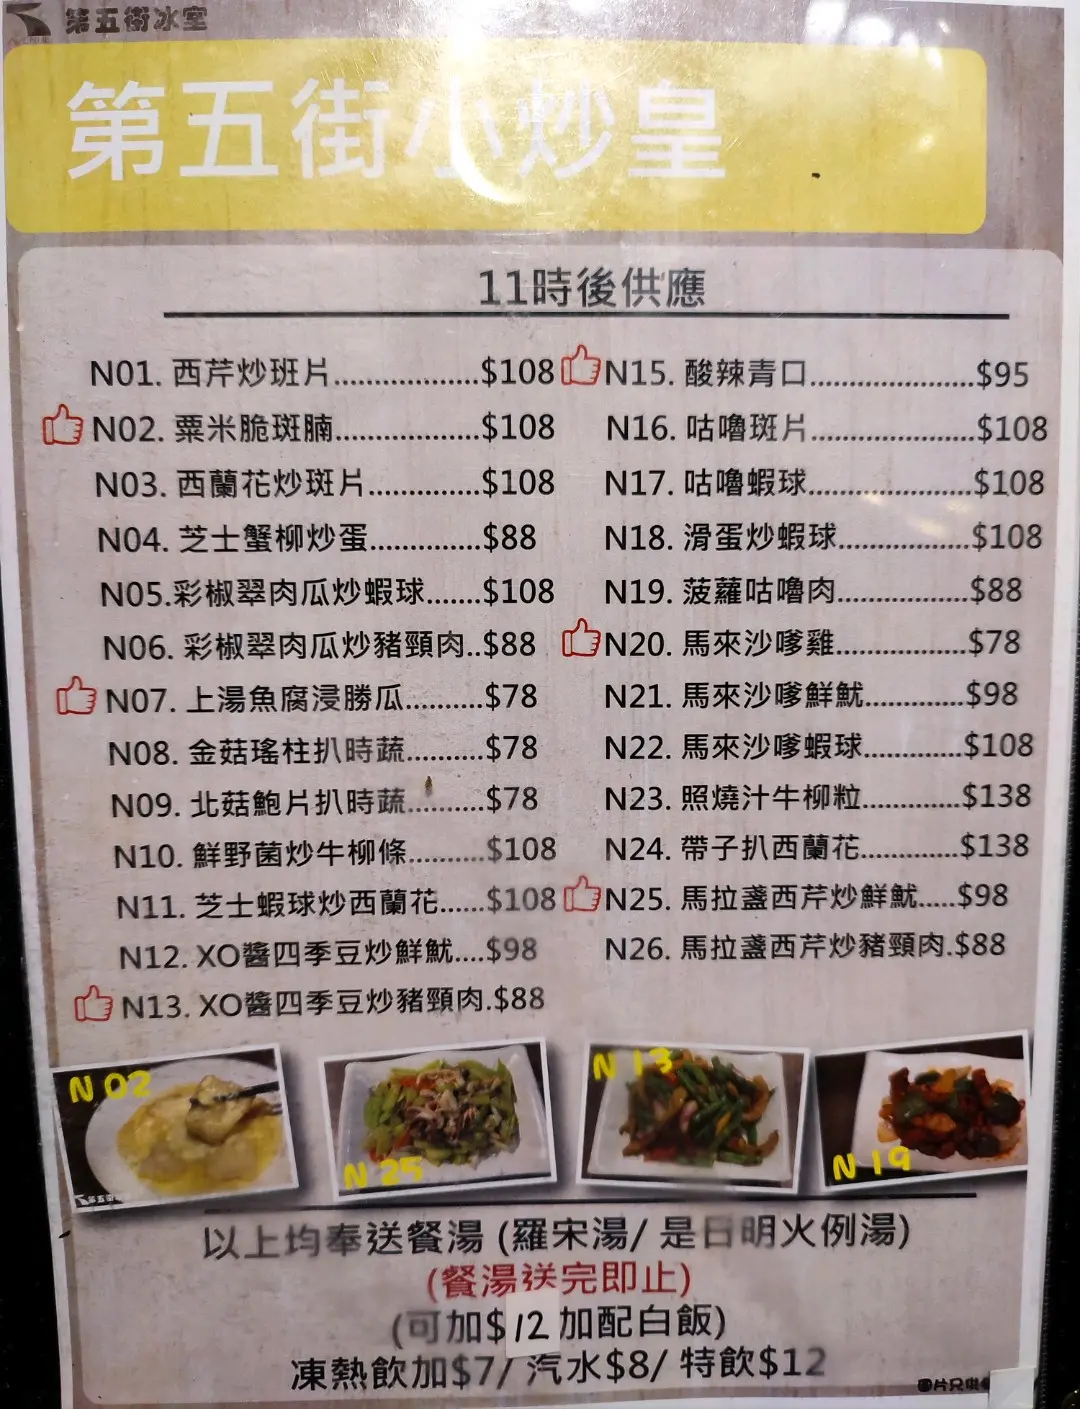 第五街冰室
第五街小炒皇
11時後供應
N01. 西芹炒班片..................$108
N02. 粟米脆斑腩..................$108
N03. 西蘭花炒斑片..............$108
N04. 芝士蟹柳炒蛋..............$88
N05.彩椒翠肉瓜炒蝦球.......$108
N06. 彩椒翠肉瓜炒豬頸肉..$88
N07. 上湯魚腐浸勝瓜..........$78
N08. 金菇瑤柱扒時蔬..........$78
N09. 北菇鮑片扒時蔬..........$78
N10. 鮮野菌炒牛柳條..........$108
N11. 芝士蝦球炒西蘭花......$108
N12. XO醬四季豆炒鮮魷....$98
N13. XO醬四季豆炒豬頸肉.$88
N15. 酸辣青口.....................$95
N16. 咕嚕斑片.....................$108
N17. 咕嚕蝦球.....................$108
N18. 滑蛋炒蝦球.................$108
N19. 菠蘿咕嚕肉.................$88
N20. 馬來沙嗲雞.................$78
N21. 馬來沙嗲鮮魷.............$98
N22. 馬來沙嗲蝦球.............$108
N23. 照燒汁牛柳粒.............$138
N24. 帶子扒西蘭花.............$138
N25. 馬拉盞西芹炒鮮魷.....$98
N26. 馬拉盞西芹炒豬頸肉.$88
N 02
N 25
N 13
N 19
以上均奉送餐湯 (羅宋湯/ 是日明火例湯)
(餐湯送完即止)
(可加$12加配白飯)
凍熱飲加$7/ 汽水$8/ 特飲$12
圖片只供